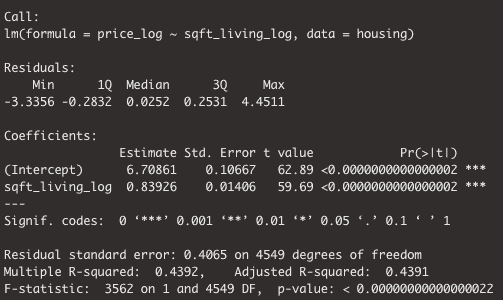 Call:
lm(formula = price_log ~ sqft_living_log, data = housing)

Residuals:
    Min      1Q  Median      3Q     Max
-3.3356 -0.2832  0.0252  0.2531  4.4511

Coefficients:
                Estimate Std. Error t value            Pr(>|t|)
(Intercept)      6.70861    0.10667   62.89 <0.0000000000000002 ***
sqft_living_log  0.83926    0.01406   59.69 <0.0000000000000002 ***
---
Signif. codes:  0 ‘***’ 0.001 ‘**’ 0.01 ‘*’ 0.05 ‘.’ 0.1 ‘ ’ 1

Residual standard error: 0.4065 on 4549 degrees of freedom
Multiple R-squared:  0.4392,    Adjusted R-squared:  0.4391
F-statistic:  3562 on 1 and 4549 DF,  p-value: < 0.00000000000000022